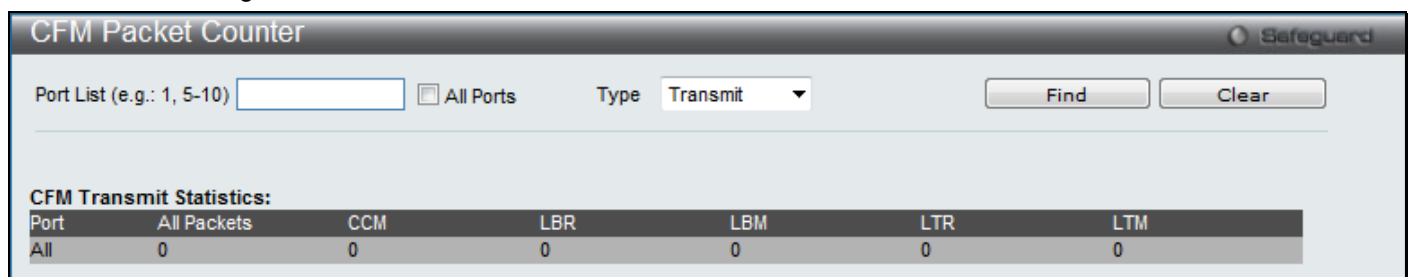 CFM Packet Counter Safeguard
Port List (e.g.: 1, 5-10) All Ports Type Transmit Find Clear
CFM Transmit Statistics:
Port All Packets CCM LBR LBM LTR LTM
All 0 0 0 0 0 0